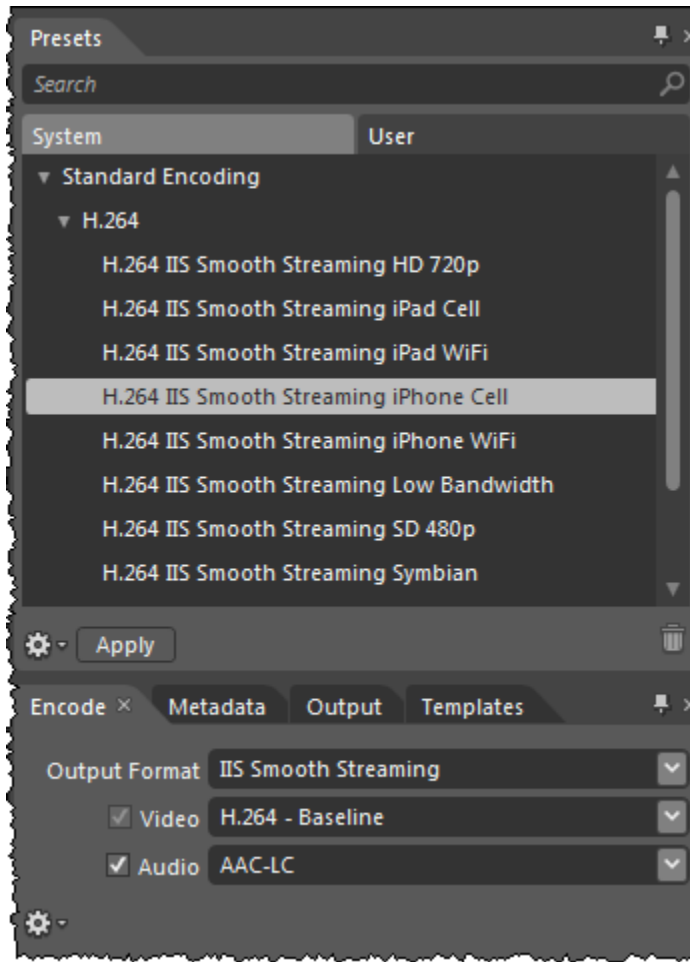 Presets
Search
System User
Standard Encoding
H.264
H.264 IIS Smooth Streaming HD 720p
H.264 IIS Smooth Streaming iPad Cell
H.264 IIS Smooth Streaming iPad WiFi
H.264 IIS Smooth Streaming iPhone Cell
H.264 IIS Smooth Streaming iPhone WiFi
H.264 IIS Smooth Streaming Low Bandwidth
H.264 IIS Smooth Streaming SD 480p
H.264 IIS Smooth Streaming Symbian
Apply
Encode Metadata Output Templates
Output Format IIS Smooth Streaming
Video H.264 - Baseline
Audio AAC-LC